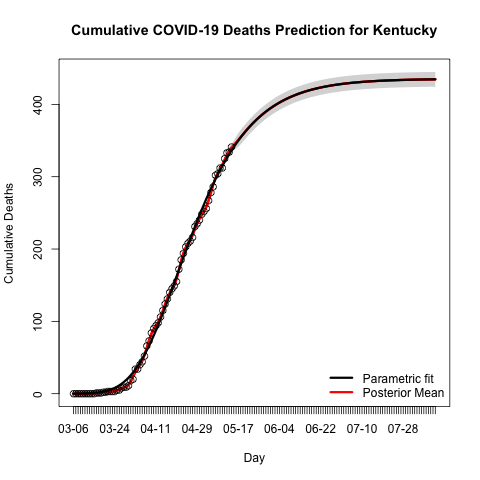 Cumulative COVID-19 Deaths Prediction for Kentucky
Cumulative Deaths
400
300
200
100
0
Parametric fit
Posterior Mean
03-06 03-24 04-11 04-29 05-17 06-04 06-22 07-10 07-28
Day